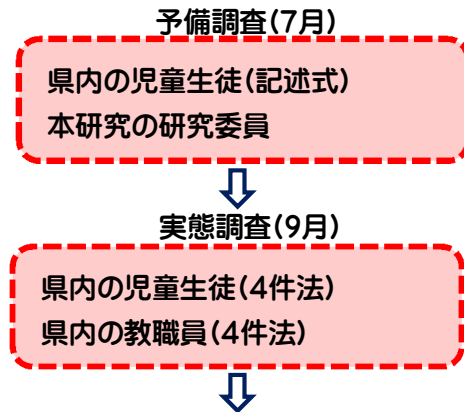 予備調査(7月)
県内の児童生徒(記述式)
本研究の研究委員
実態調査(9月)
県内の児童生徒(4件法)
県内の教職員(4件法)